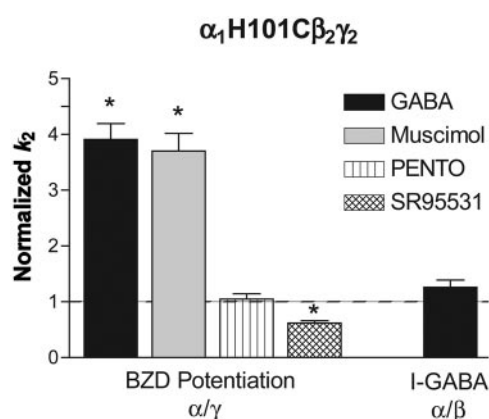 α₁H101Cβ₂γ₂
Normalized k₂
5
4
3
2
1
0
*
*
*
GABA
Muscimol
PENTO
SR95531
BZD Potentiation
α/γ
I-GABA
α/β